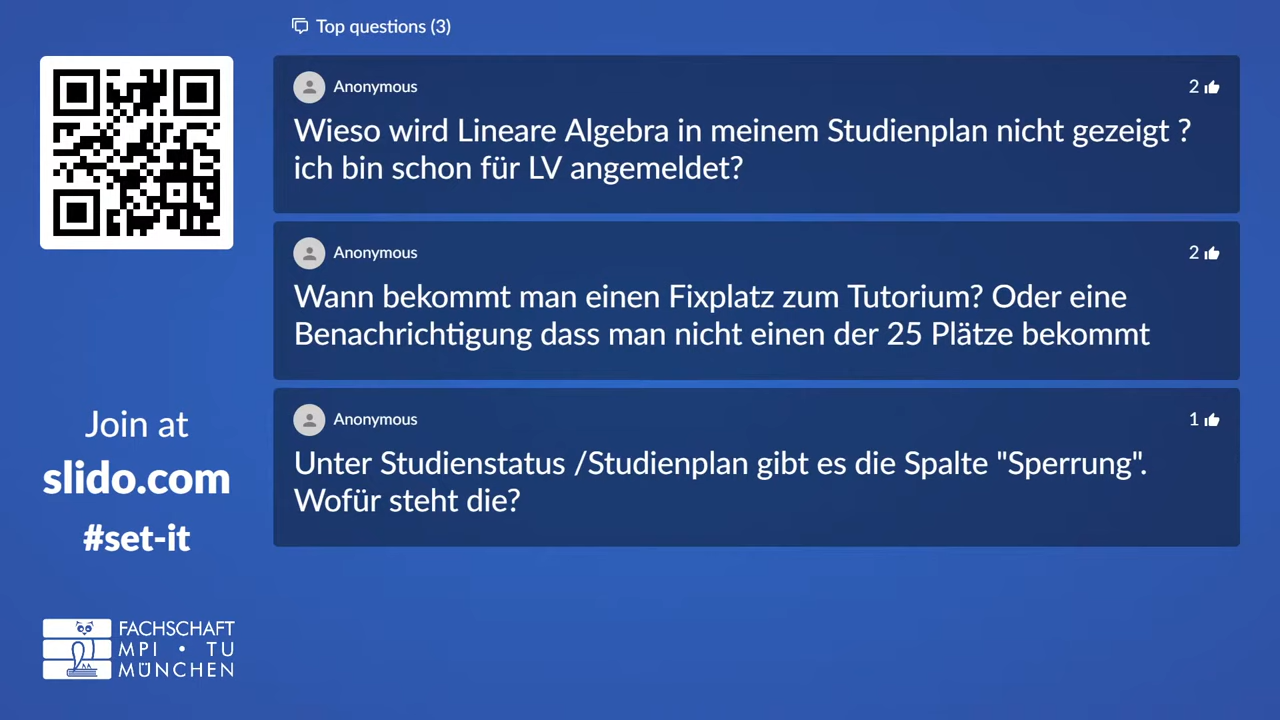 Top questions (3)
Anonymous
2
Wieso wird Lineare Algebra in meinem Studienplan nicht gezeigt ?
ich bin schon für LV angemeldet?
Anonymous
2
Wann bekommt man einen Fixplatz zum Tutorium? Oder eine
Benachrichtigung dass man nicht einen der 25 Plätze bekommt
Anonymous
1
Unter Studienstatus /Studienplan gibt es die Spalte "Sperrung".
Wofür steht die?
Join at
slido.com
#set-it
FACHSCHAFT
MPI • TU
MÜNCHEN